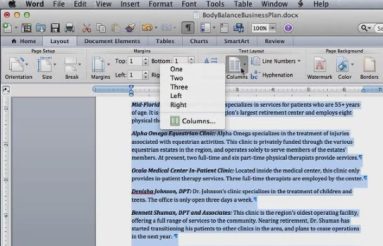 Word File Edit View Insert Format Font Tools Table Window Help
BodyBalanceBusinessPlan.docx
100%
Home Layout Document Elements Tables Charts SmartArt Review
Page Setup Margins Text Layout Page Background
Orientation Size Break Margins Top: 1 Bottom: 1 Left: 1 Columns Line Numbers Hyphenation Watermark Color Borders
One
Two
Three
Left
Right
Columns...
Mid-Florida specializes in services for patients who are 55+ years
of age. It is region's largest retirement center and employs eight
physical
Alpha Omega Equestrian Clinic: Alpha Omega specializes in the treatment of injuries
associated with equestrian activities. This clinic is privately funded through the various
equestrian estates in the region, and operates solely to serve members of the estates'
members. At present, two full-time and six part-time physical therapists provide services.
Ocala Medical Center In-Patient Clinic: Located inside the medical center, this clinic only
provides in-patient therapy services. Three full-time therapists are employed by the center.
Denisha Johnson, DPT: Dr. Johnson's clinic specializes in the treatment of children and
teens. The office is only open three days a week.
Bennett Shuman, DPT and Associates: This clinic is the region's oldest operating facility,
offering a full range of services to the community. Nearing retirement, Dr. Shuman has
started transitioning his patients to other clinics in the area, and plans to cease operations
in the next year.